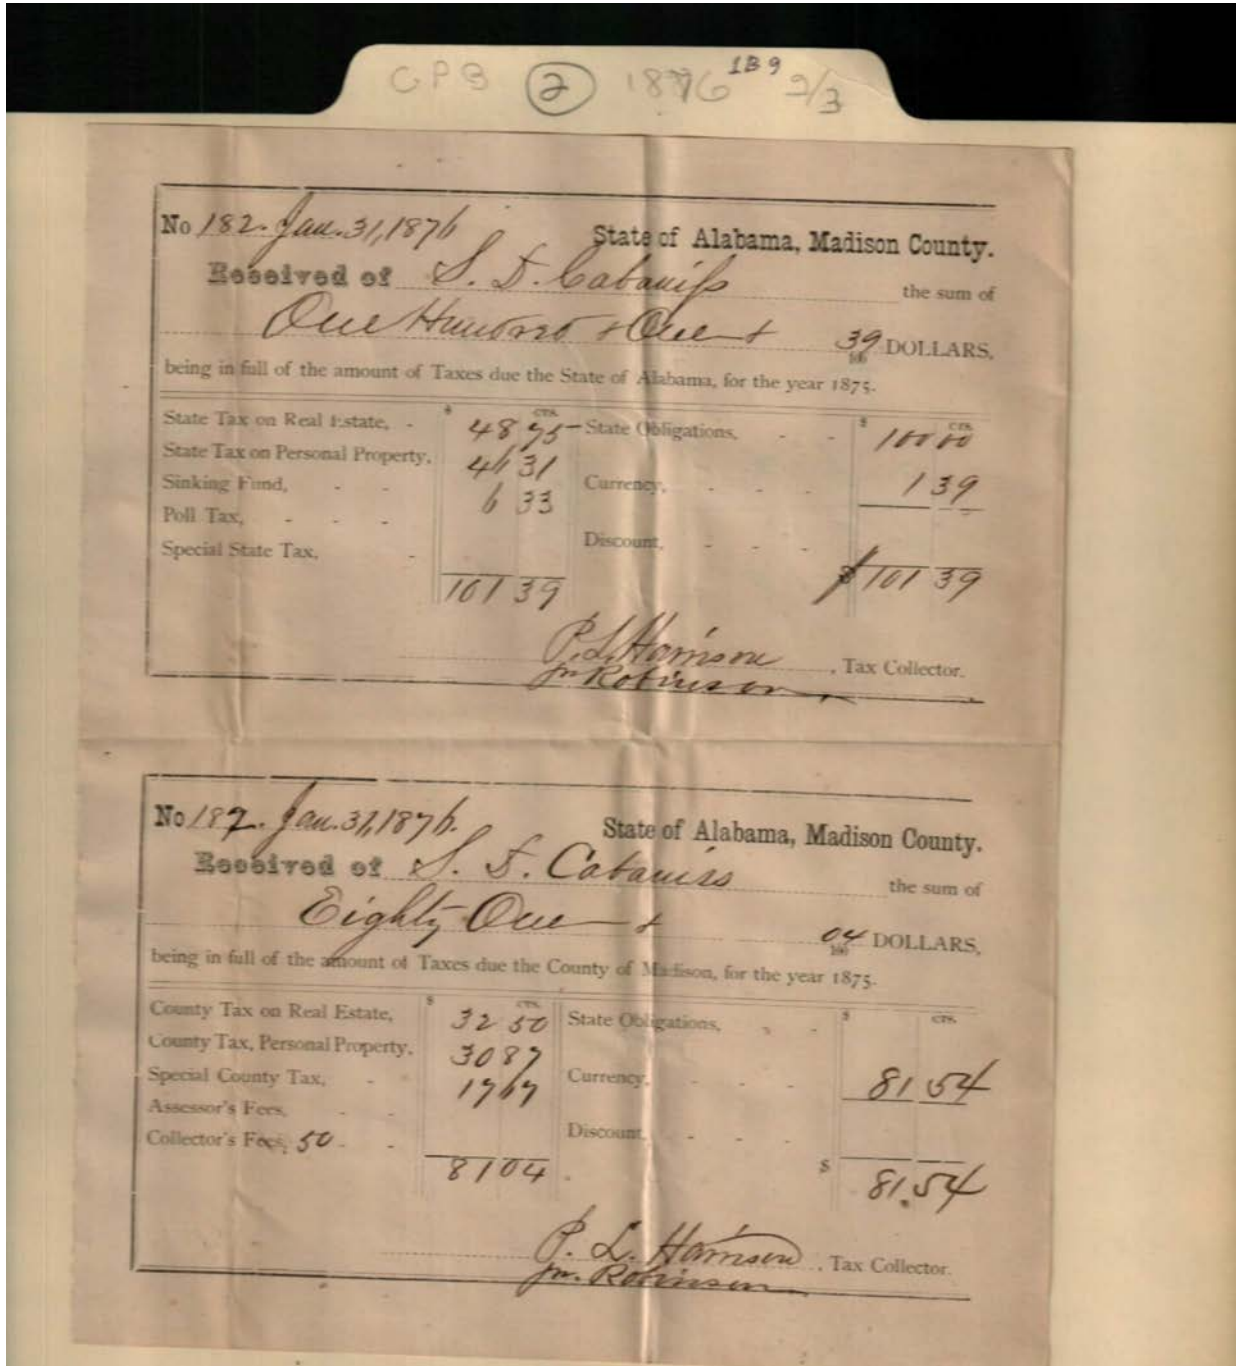 CPB 2 1876 1B9 2/3
No 182. Jan. 31, 1876
State of Alabama, Madison County.
Received of S. D. Cabaniss the sum of
One Hundred & One & 39/100 DOLLARS,
being in full of the amount of Taxes due the State of Alabama, for the year 1875.
$ CTS. $ CTS.
State Tax on Real Estate, - 48 75 State Obligations, - - 100 00
State Tax on Personal Property, 46 31
Sinking Fund, - - 6 33 Currency, - - - 1 39
Poll Tax, - - -
Special State Tax, - Discount, - - -
101 39 $ 101 39
P. L. Harrison, Tax Collector.
Robinson
No 182. Jan. 31, 1876.
State of Alabama, Madison County.
Received of S. D. Cabaniss the sum of
Eighty One & 04/100 DOLLARS,
being in full of the amount of Taxes due the County of Madison, for the year 1875.
$ CTS. $ CTS.
County Tax on Real Estate, 32 50 State Obligations, - -
County Tax, Personal Property, 30 87
Special County Tax, - 17 67 Currency, - - - 81 54
Assessor's Fees, - -
Collector's Fees, 50 - - Discount, - - -
81 04 $ 81.54
P. L. Harrison, Tax Collector.
Robinson